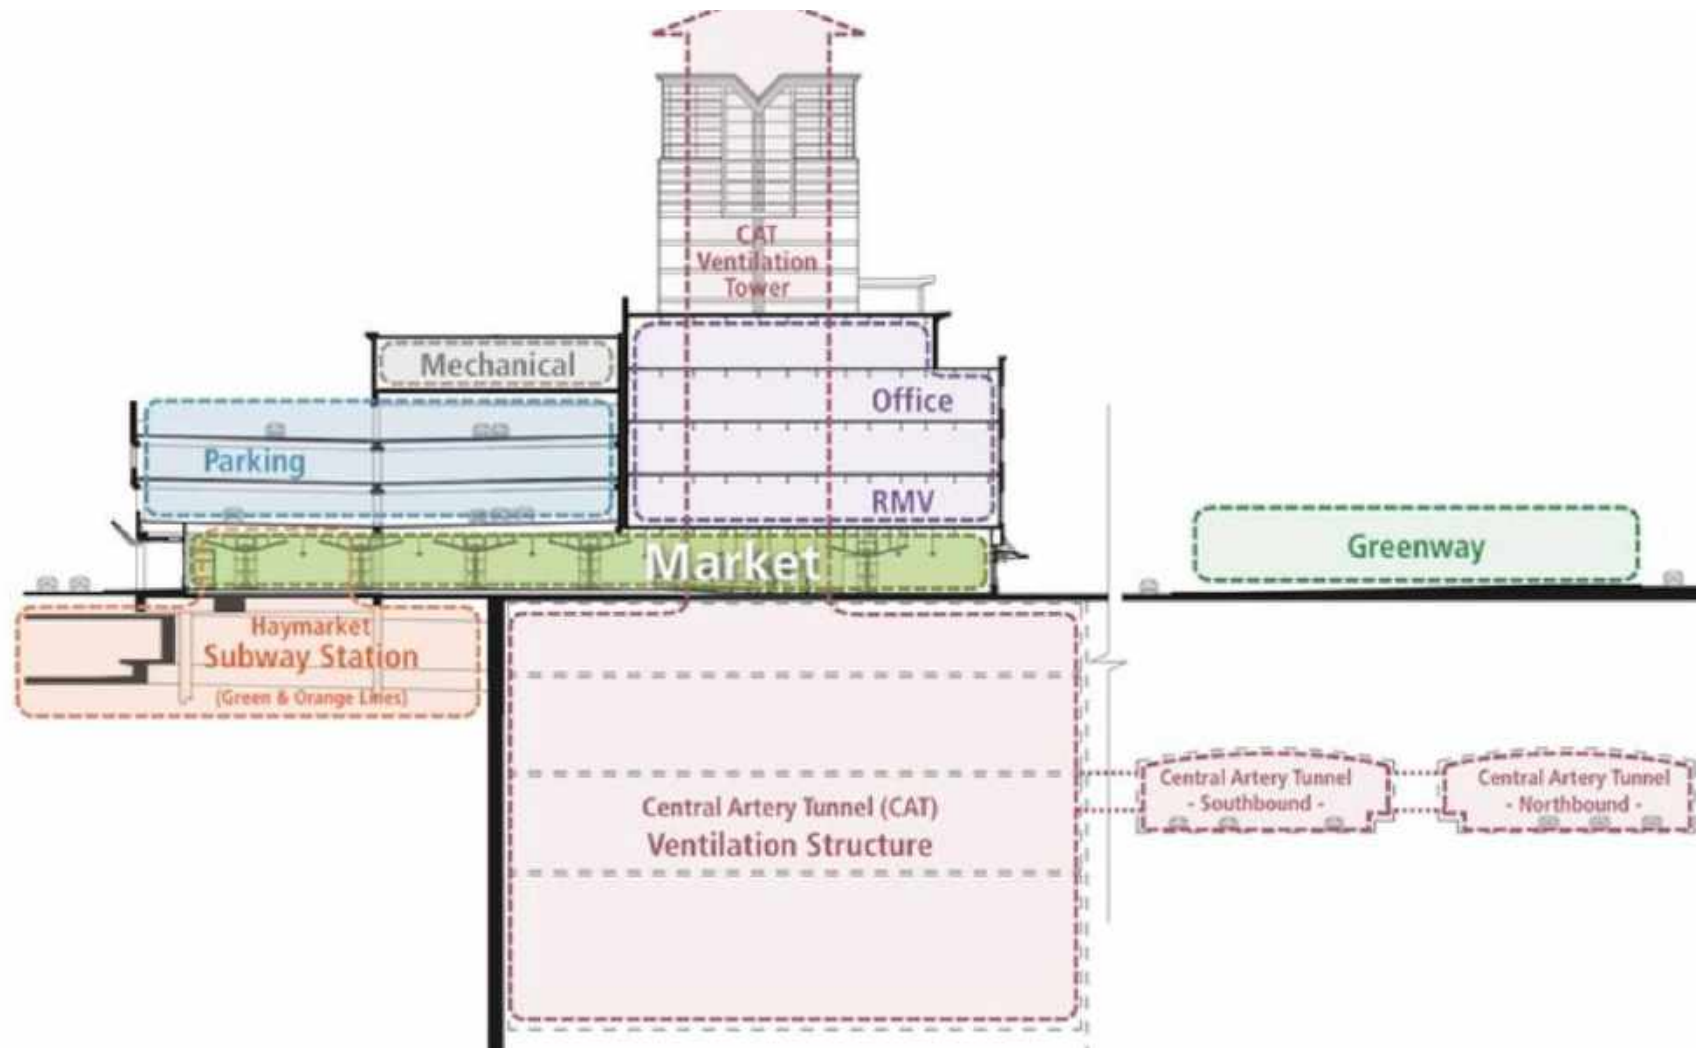 CAT
Ventilation
Tower
Mechanical
Office
Parking
RMV
Market
Greenway
Haymarket
Subway Station
(Green & Orange Lines)
Central Artery Tunnel (CAT)
Ventilation Structure
Central Artery Tunnel
- Southbound -
Central Artery Tunnel
- Northbound -